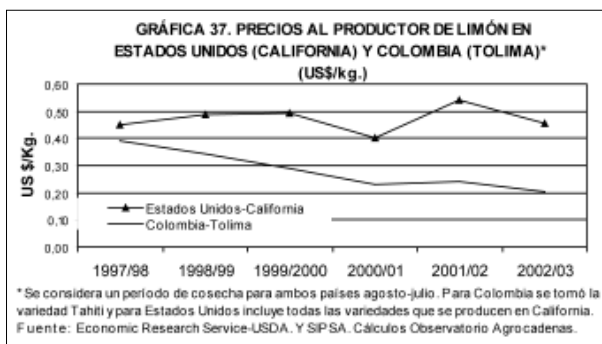 GRÁFICA 37. PRECIOS AL PRODUCTOR DE LIMÓN EN
ESTADOS UNIDOS (CALIFORNIA) Y COLOMBIA (TOLIMA)*
(US$/kg.)
US $/Kg.
0,60
0,50
0,40
0,30
0,20
0,10
0,00
Estados Unidos-California
Colombia-Tolima
1997/98 1998/99 1999/2000 2000/01 2001/02 2002/03
* Se considera un período de cosecha para ambos países agosto-julio. Para Colombia se tomó la
variedad Tahití y para Estados Unidos incluye todas las variedades que se producen en California.
Fuente: Economic Research Service-USDA. Y SIPSA. Cálculos Observatorio Agrocadenas.